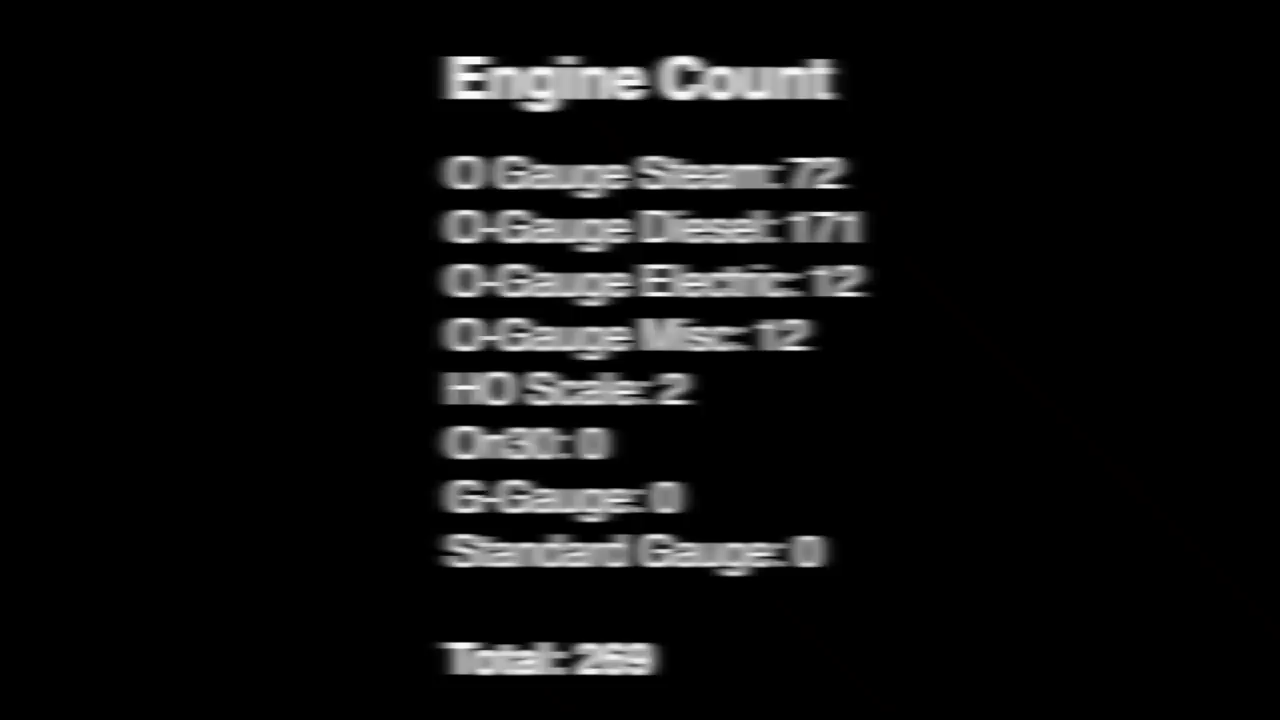 Engine Count
O Gauge Steam: 72
O-Gauge Diesel: 171
O-Gauge Electric: 12
O-Gauge Misc: 12
HO Scale: 2
On30: 0
G-Gauge: 0
Standard Gauge: 0
Total: 269